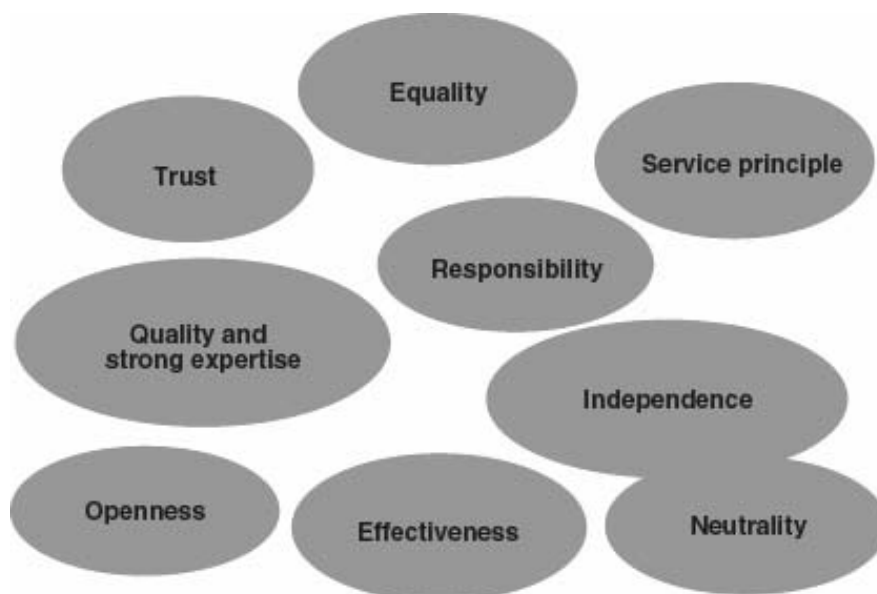 Equality
Trust
Service principle
Responsibility
Quality and
strong expertise
Independence
Openness
Effectiveness
Neutrality